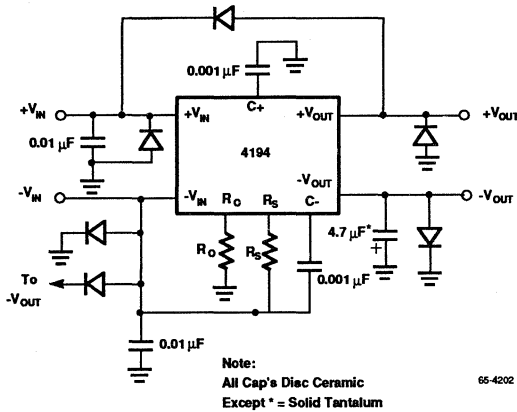 0.001 µF
+VIN
+VIN
C+
+VOUT
+VOUT
0.01 µF
4194
-VIN
-VIN
RO
RS
C-
-VOUT
-VOUT
RO
RS
4.7 µF*
+
To
-VOUT
0.001 µF
0.01 µF
Note:
All Cap's Disc Ceramic
Except * = Solid Tantalum
65-4202